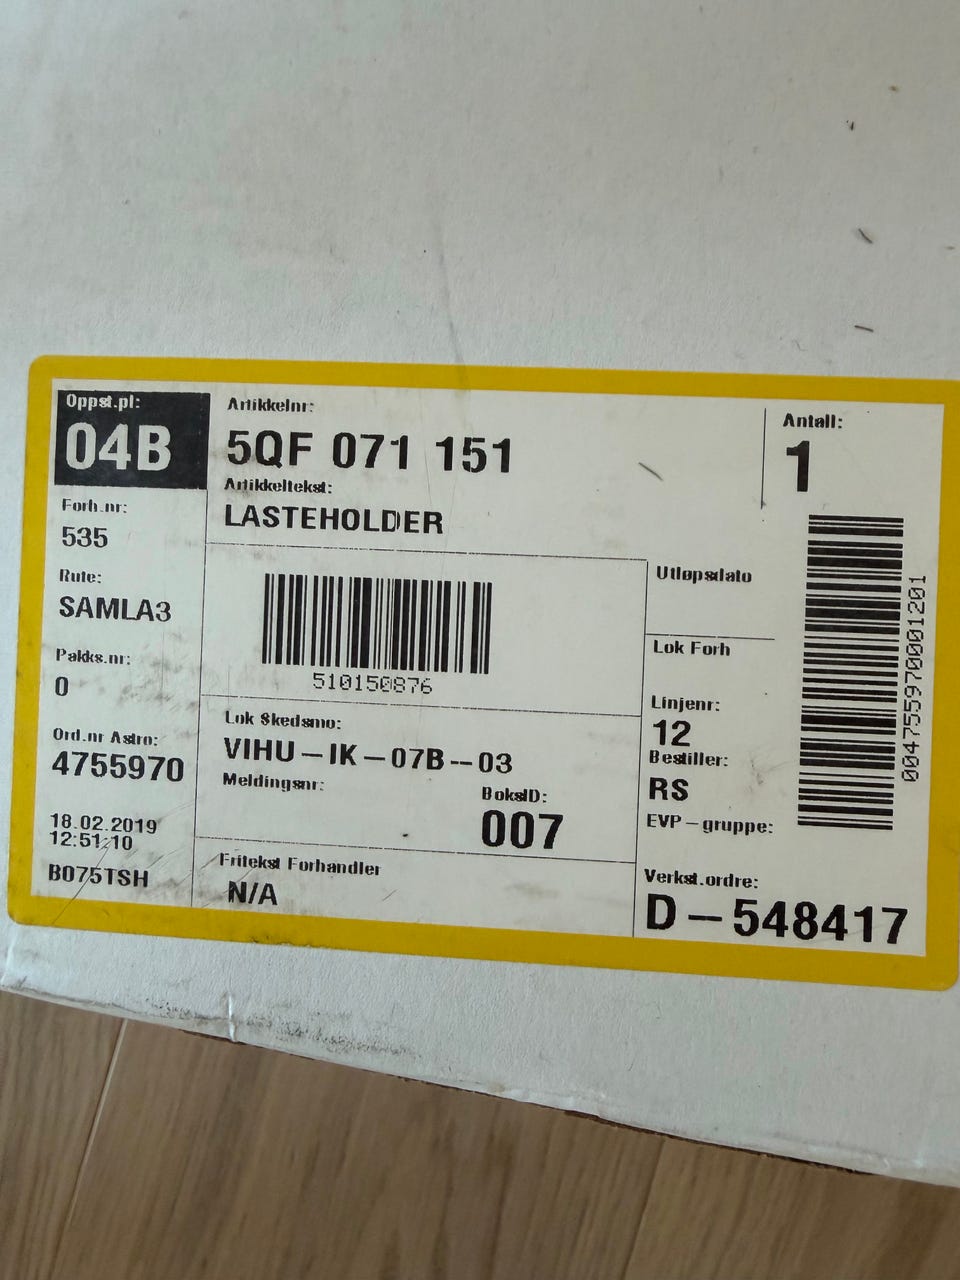 Oppst.pl:
04B
Forh.nr:
535
Rute:
SAMLA3
Pakks.nr:
0
Ord.nr Astro:
4755970
18.02.2019
12:51:10
B075TSH
Artikkelnr:
5QF 071 151
Artikkeltekst:
LASTEHOLDER
510150876
Lok Skedsmo:
VIHU-IK-07B--03
Meldingsnr:
BoksID:
007
Fritekst Forhandler
N/A
Antall:
1
Utløpsdato
Lok Forh
Linjenr:
12
Bestiller:
RS
EVP-gruppe:
Verkst.ordre:
D-548417
004755970001201